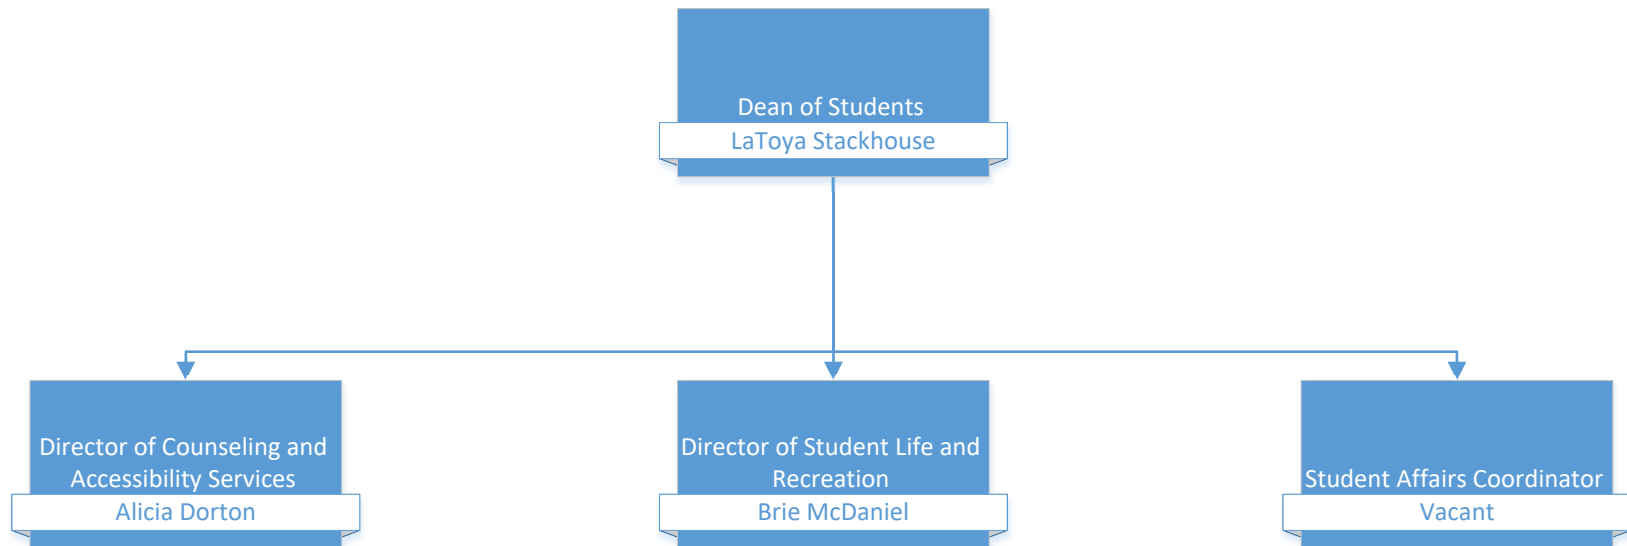 Dean of Students
LaToya Stackhouse
Director of Counseling and
Accessibility Services
Alicia Dorton
Director of Student Life and
Recreation
Brie McDaniel
Student Affairs Coordinator
Vacant